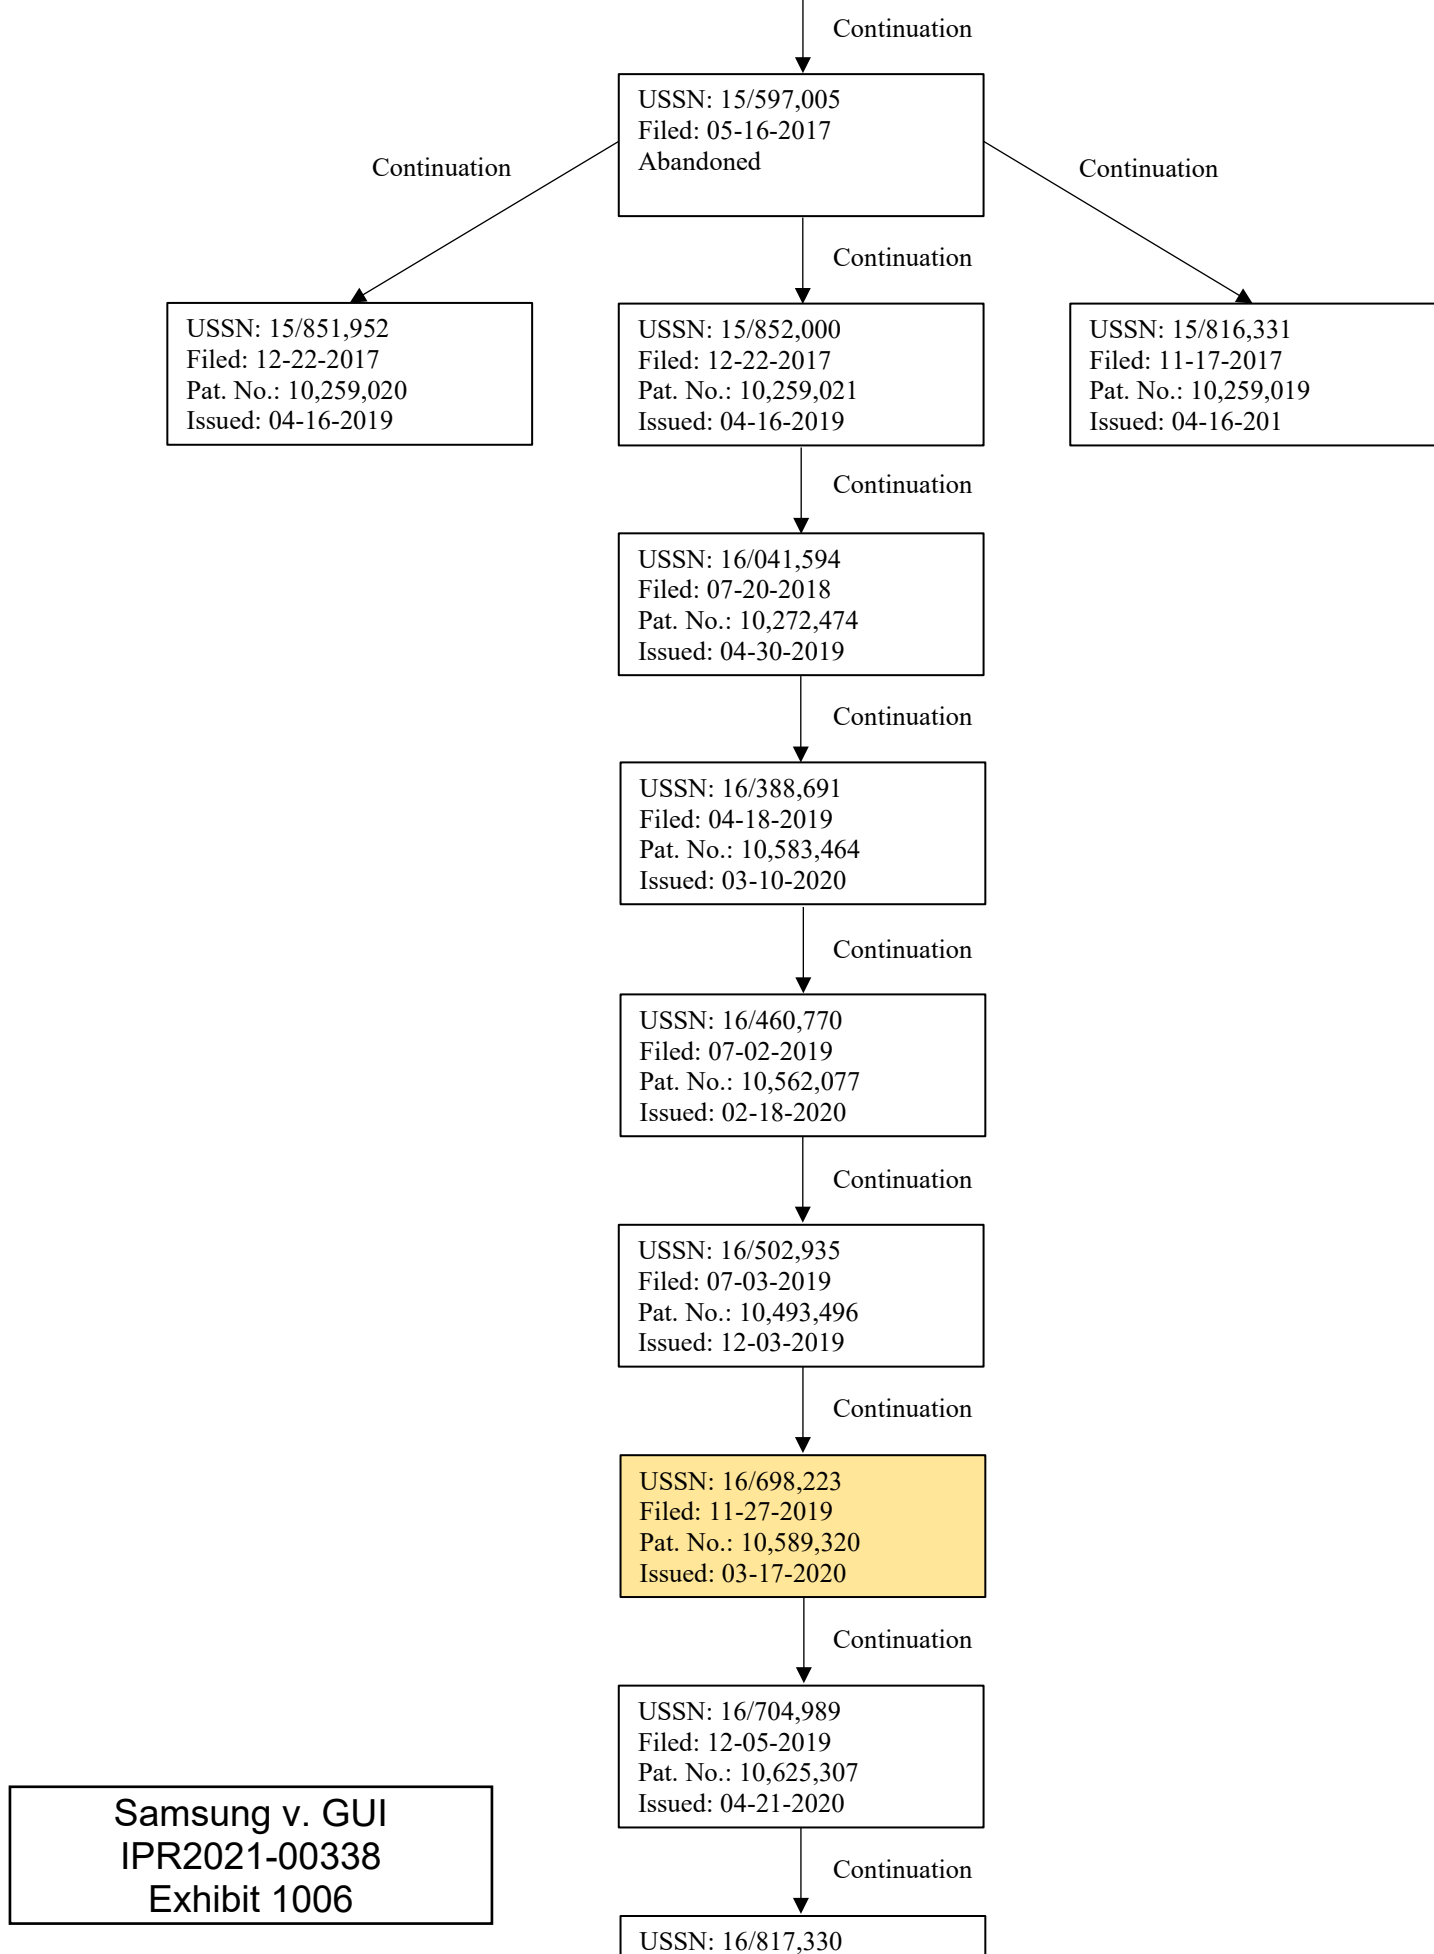 Continuation
USSN: 15/597,005
Filed: 05-16-2017
Abandoned
Continuation
Continuation
Continuation
USSN: 15/851,952
Filed: 12-22-2017
Pat. No.: 10,259,020
Issued: 04-16-2019
USSN: 15/852,000
Filed: 12-22-2017
Pat. No.: 10,259,021
Issued: 04-16-2019
USSN: 15/816,331
Filed: 11-17-2017
Pat. No.: 10,259,019
Issued: 04-16-201
Continuation
USSN: 16/041,594
Filed: 07-20-2018
Pat. No.: 10,272,474
Issued: 04-30-2019
Continuation
USSN: 16/388,691
Filed: 04-18-2019
Pat. No.: 10,583,464
Issued: 03-10-2020
Continuation
USSN: 16/460,770
Filed: 07-02-2019
Pat. No.: 10,562,077
Issued: 02-18-2020
Continuation
USSN: 16/502,935
Filed: 07-03-2019
Pat. No.: 10,493,496
Issued: 12-03-2019
Continuation
USSN: 16/698,223
Filed: 11-27-2019
Pat. No.: 10,589,320
Issued: 03-17-2020
Continuation
USSN: 16/704,989
Filed: 12-05-2019
Pat. No.: 10,625,307
Issued: 04-21-2020
Samsung v. GUI
IPR2021-00338
Exhibit 1006
Continuation
USSN: 16/817,330